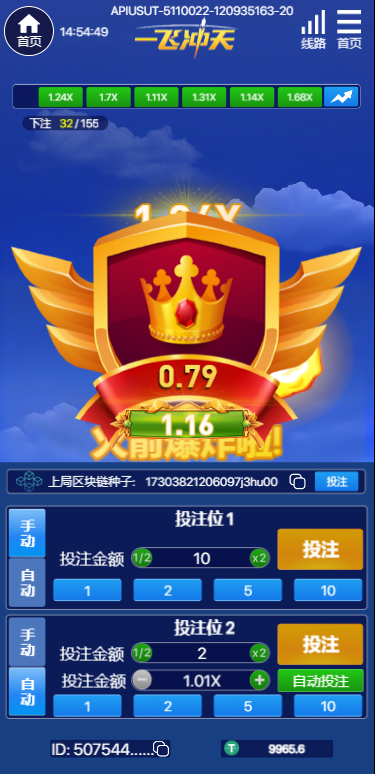 APIUSUT-5110022-120935163-20
首页
14:54:49
一飞冲天
线路
首页
1.24X 1.7X 1.11X 1.31X 1.14X 1.68X
下注 32/155
0.79
1.16
火箭爆炸啦!
上局区块链种子: 17303821206097j3hu00 投注
手动
自动
投注位 1
投注金额 1/2 10 x2
投注
1 2 5 10
手动
自动
投注位 2
投注金额 1/2 2 x2
投注
投注金额 1.01X +
自动投注
1 2 5 10
ID: 507544......
T 9965.6